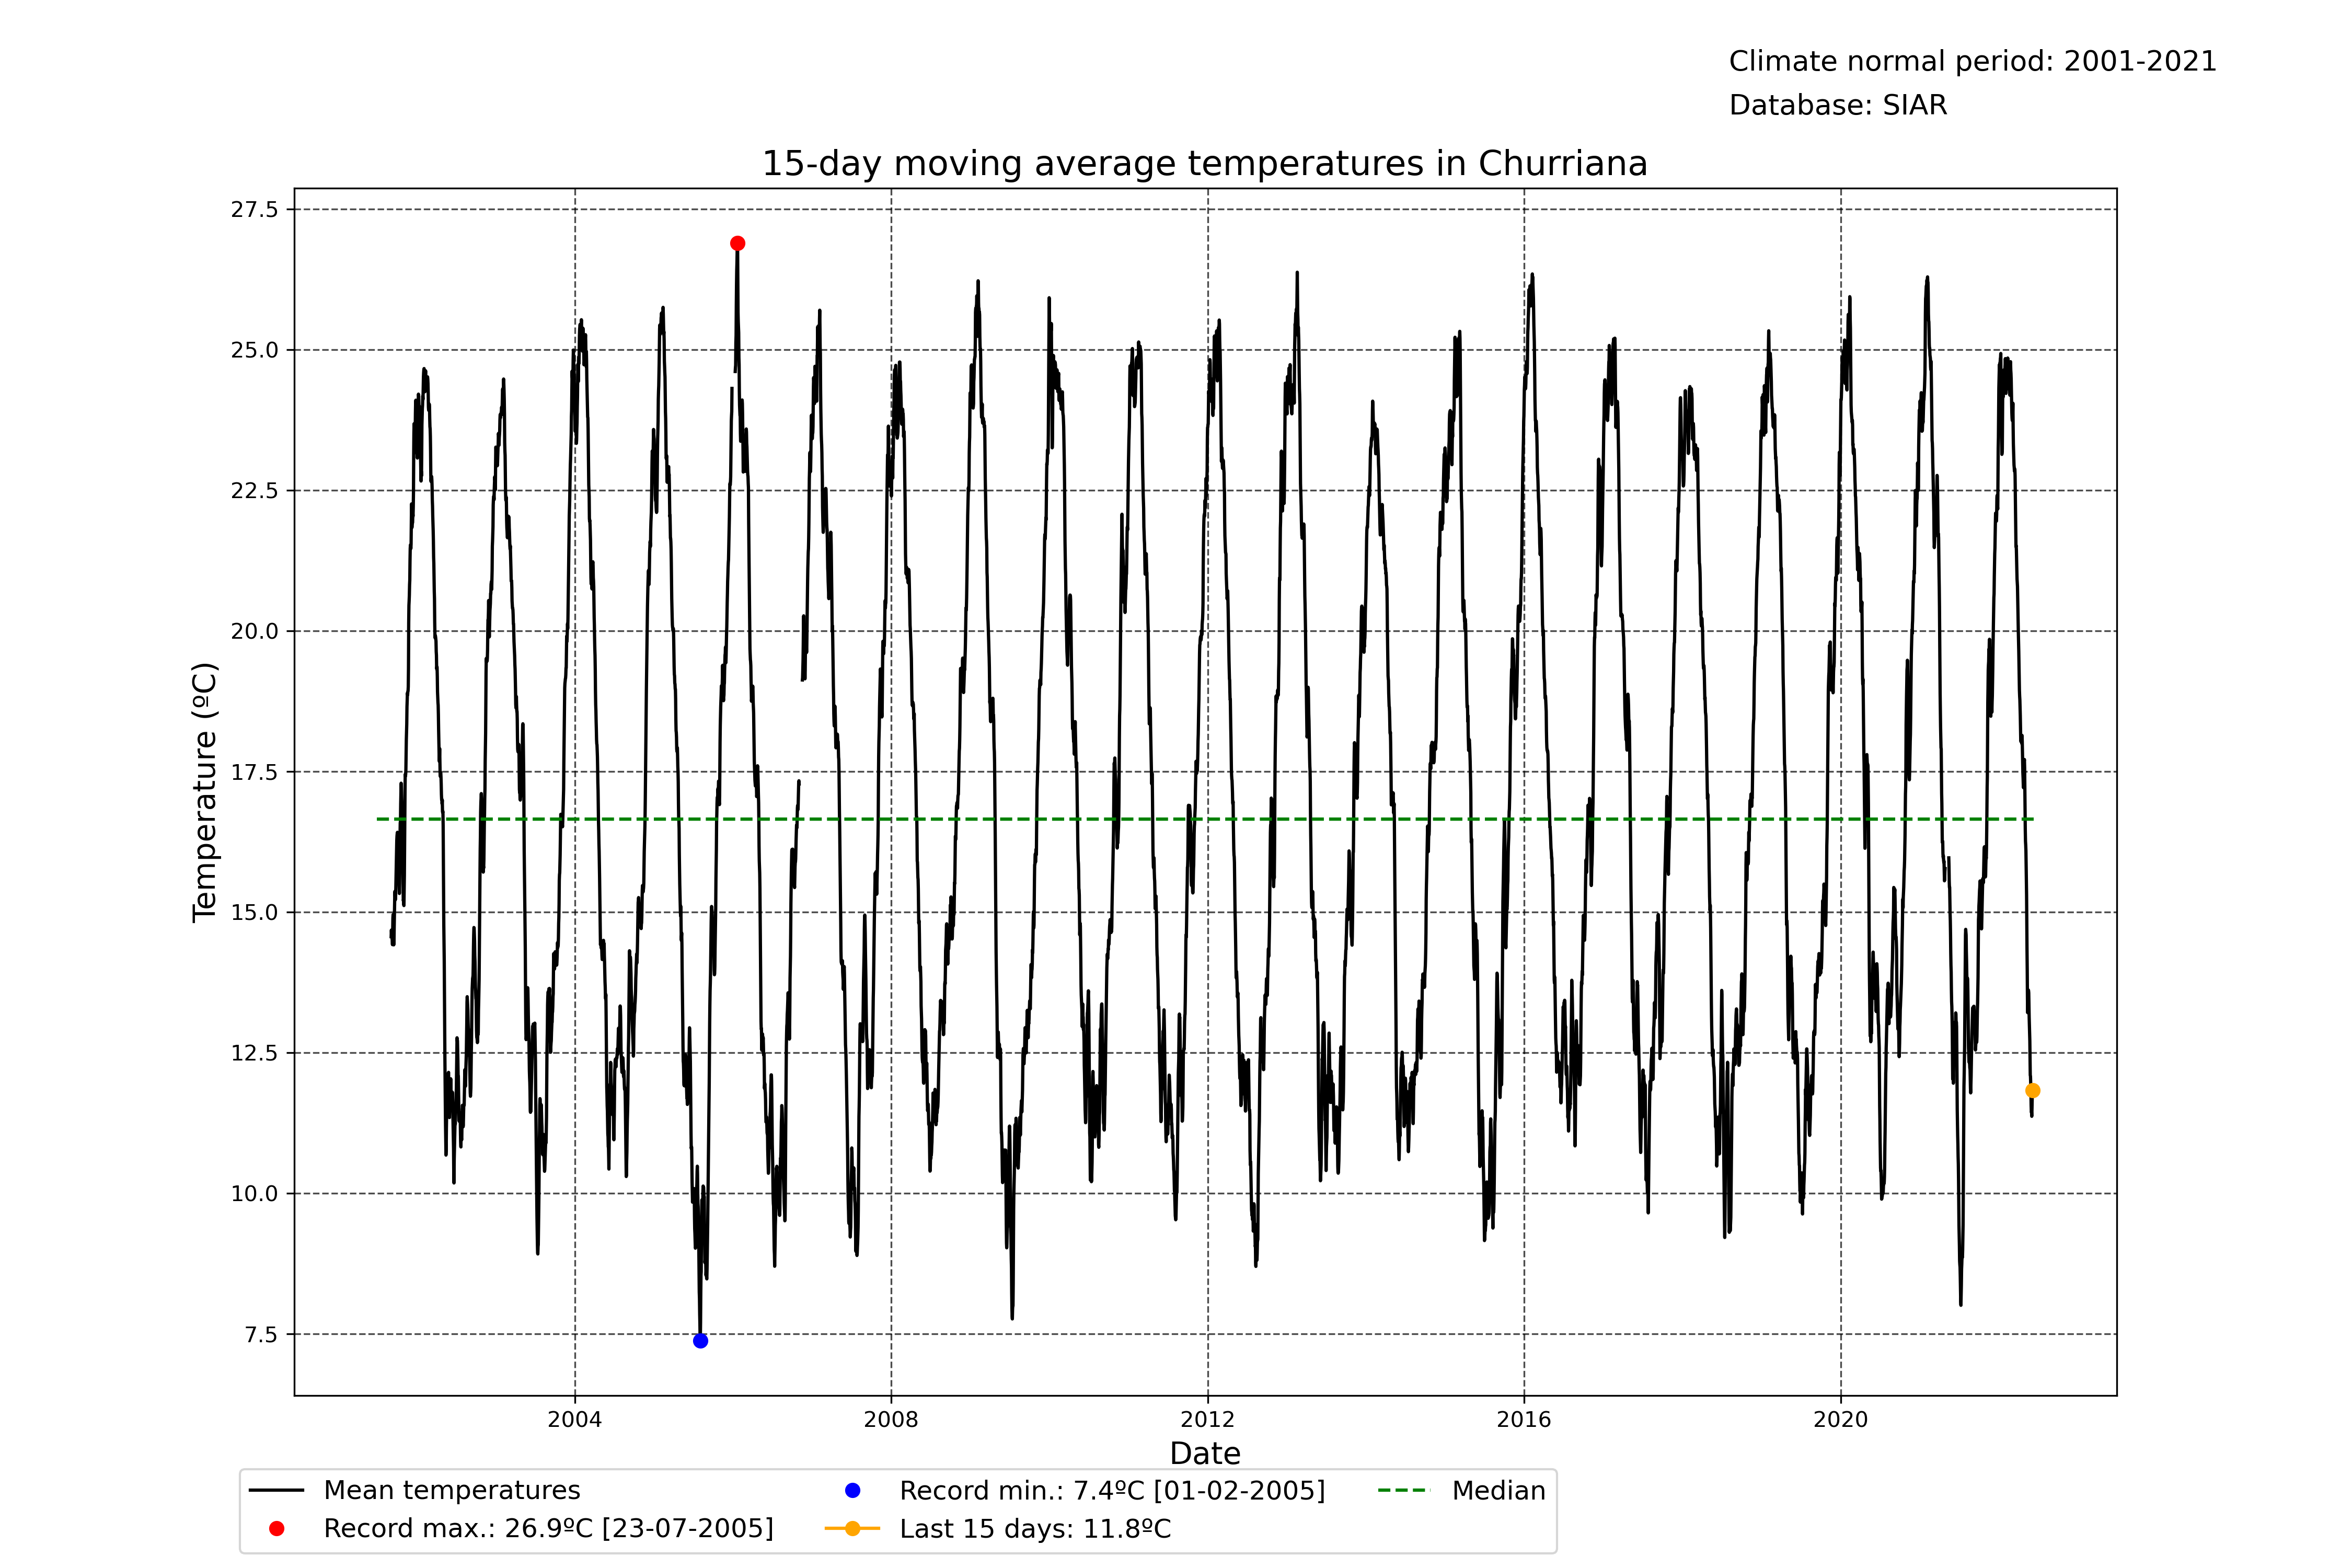 Climate normal period: 2001-2021
Database: SIAR
15-day moving average temperatures in Churriana
27.5
25.0
22.5
20.0
17.5
15.0
12.5
10.0
7.5
Temperature (ºC)
2004 2008 2012 2016 2020
Date
Mean temperatures
Record max.: 26.9ºC [23-07-2005]
Record min.: 7.4ºC [01-02-2005]
Last 15 days: 11.8ºC
Median